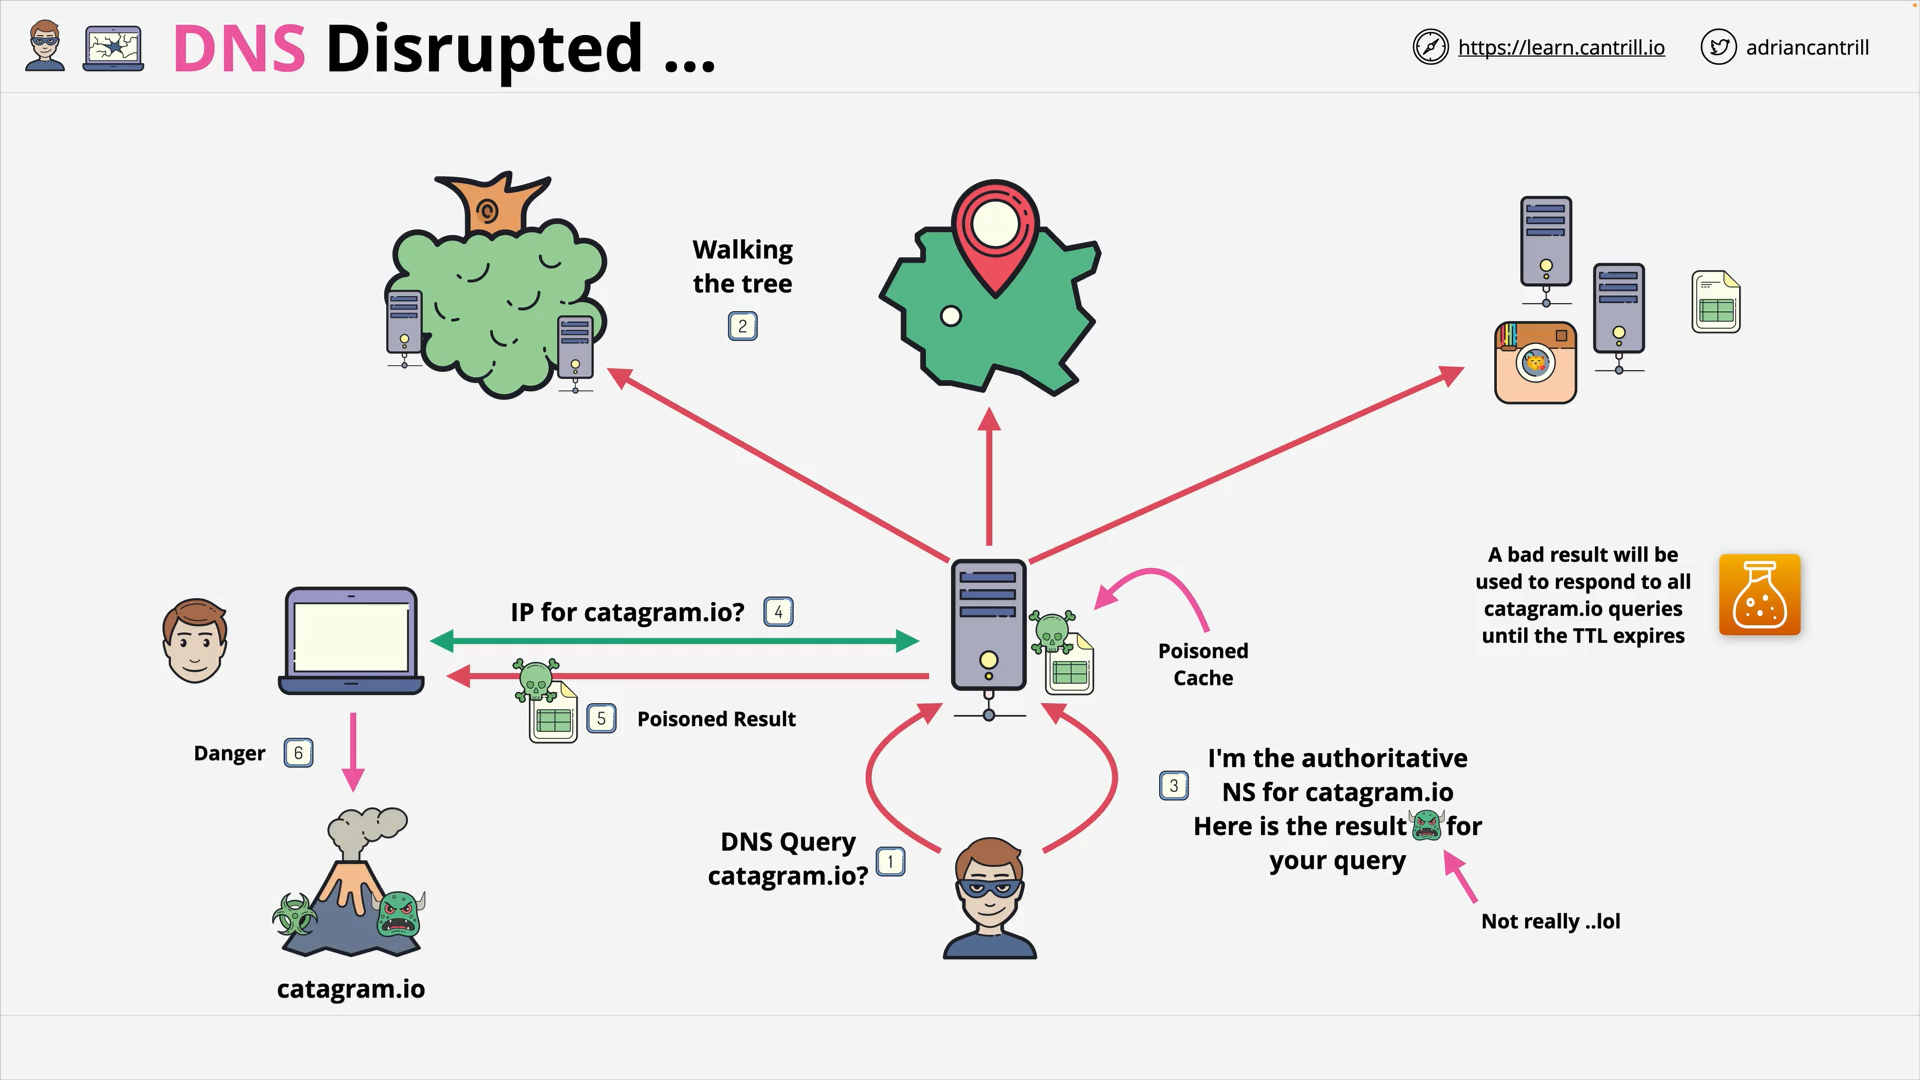 DNS Disrupted ...
https://learn.cantrill.io
adriancantrill
Walking
the tree
2
A bad result will be
used to respond to all
catagram.io queries
until the TTL expires
IP for catagram.io?
4
Poisoned
Cache
5
Poisoned Result
Danger
6
3
I'm the authoritative
NS for catagram.io
Here is the result for
your query
DNS Query
catagram.io?
1
Not really ..lol
catagram.io